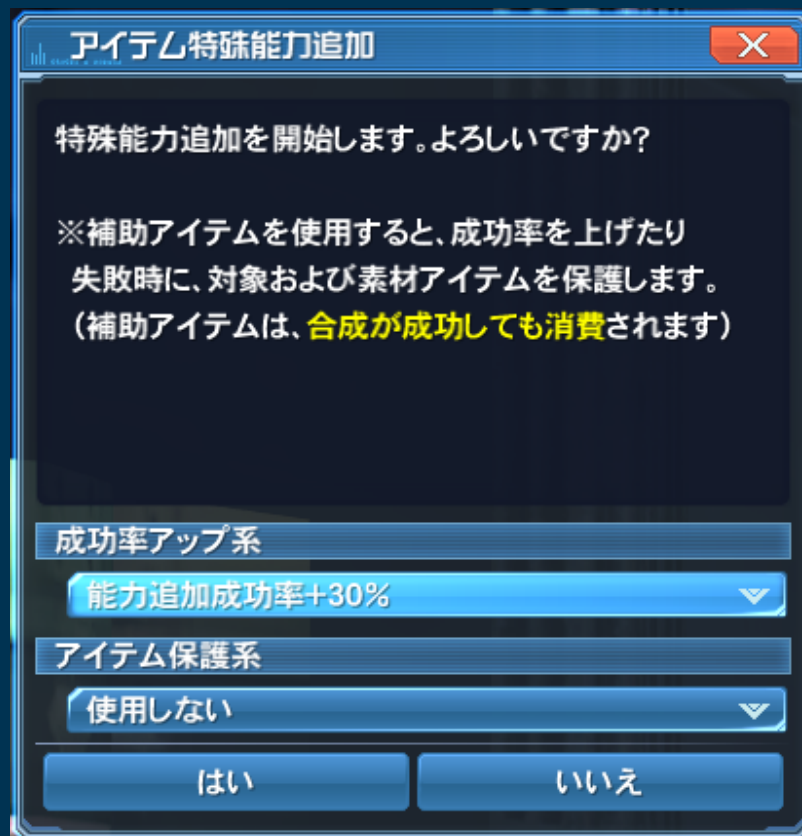 アイテム特殊能力追加
特殊能力追加を開始します。よろしいですか?
※補助アイテムを使用すると、成功率を上げたり
失敗時に、対象および素材アイテムを保護します。
(補助アイテムは、合成が成功しても消費されます)
成功率アップ系
能力追加成功率+30%
アイテム保護系
使用しない
はい
いいえ